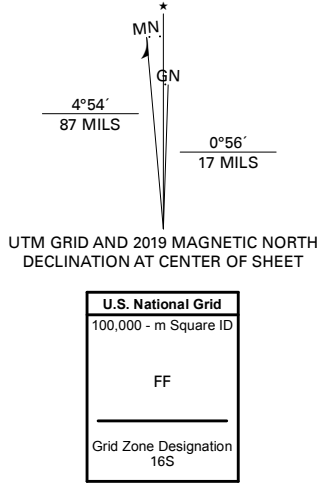 ★
MN
GN
4°54´
87 MILS
0°56´
17 MILS
UTM GRID AND 2019 MAGNETIC NORTH
DECLINATION AT CENTER OF SHEET
U.S. National Grid
100,000 - m Square ID
FF
Grid Zone Designation
16S